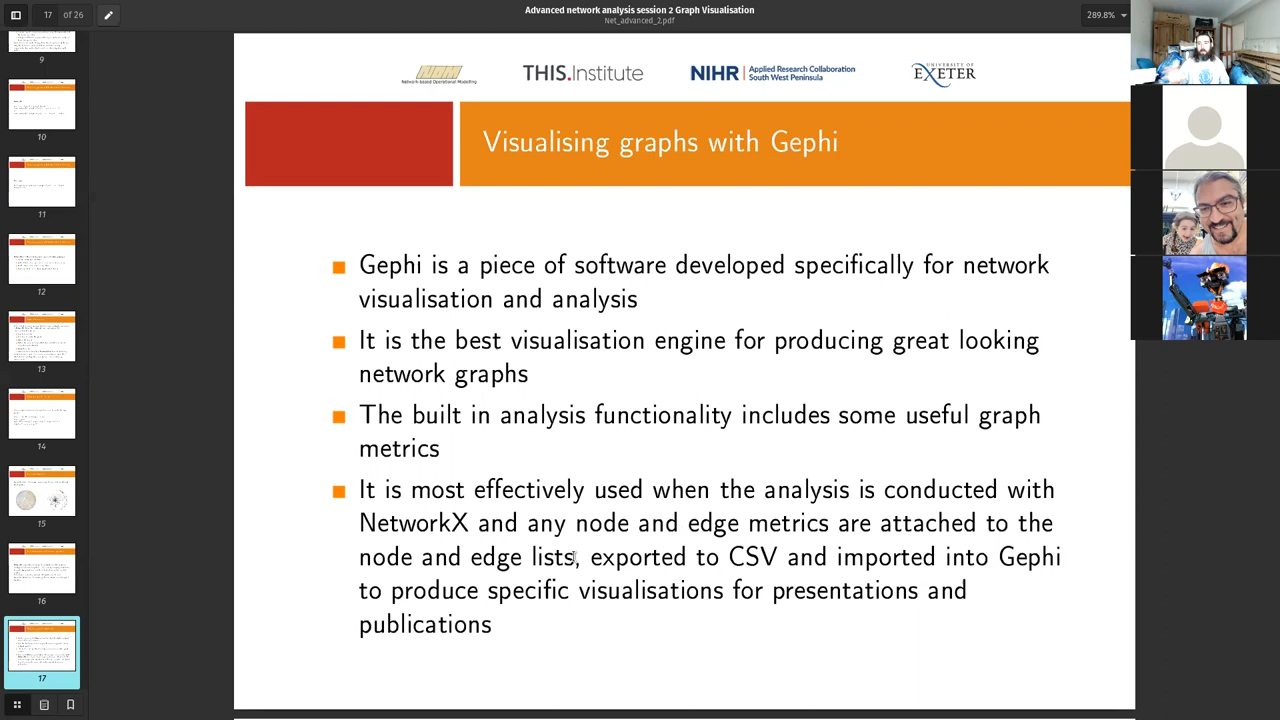 17 of 26
Advanced network analysis session 2 Graph Visualisation
Net_advanced_2.pdf
289.8%
Network-based Operational Modelling
THIS.Institute
NIHR | Applied Research Collaboration
South West Peninsula
UNIVERSITY OF
EXETER
Visualising graphs with Gephi
Gephi is a piece of software developed specifically for network
visualisation and analysis
It is the best visualisation engine for producing great looking
network graphs
The built in analysis functionality includes some useful graph
metrics
It is most effectively used when the analysis is conducted with
NetworkX and any node and edge metrics are attached to the
node and edge lists, exported to CSV and imported into Gephi
to produce specific visualisations for presentations and
publications
9
10
11
12
13
14
15
16
17